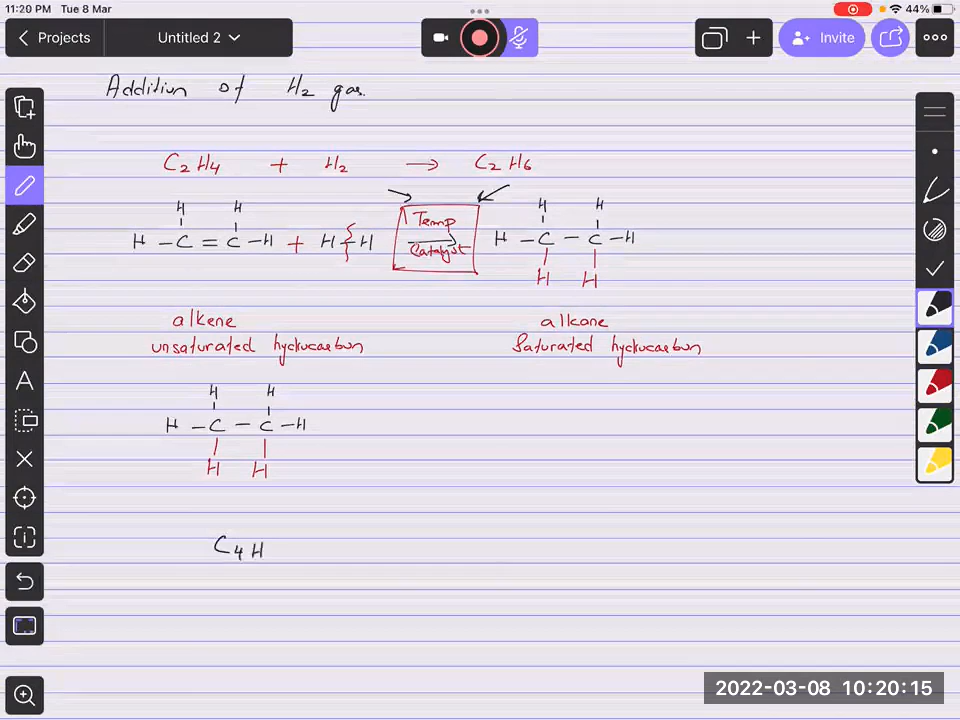 11:20 PM Tue 8 Mar
44%
Projects
Untitled 2
Invite
Addition of H2 gas.
C2H4 + H2 → C2H6
H H
H - C = C - H + H - H
Temp
Catalyst
H H
H - C - C - H
H H
alkene
alkane
unsaturated hydrocarbon
Saturated hydrocarbon
H H
H - C - C - H
H H
C4H
2022-03-08 10:20:15